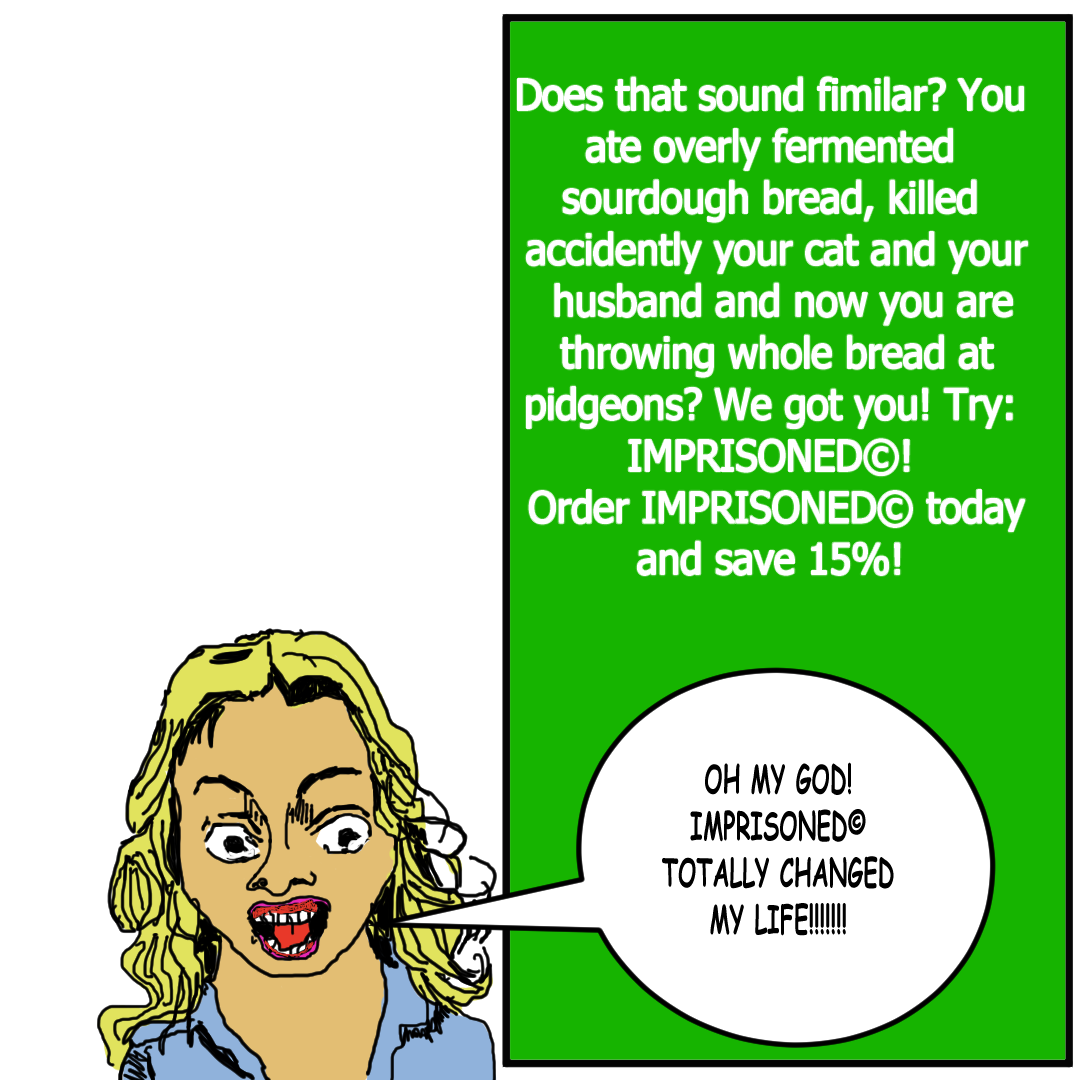 Does that sound fimilar? You
ate overly fermented
sourdough bread, killed
accidently your cat and your
husband and now you are
throwing whole bread at
pidgeons? We got you! Try:
IMPRISONED©!
Order IMPRISONED© today
and save 15%!
OH MY GOD!
IMPRISONED©
TOTALLY CHANGED
MY LIFE!!!!!!!